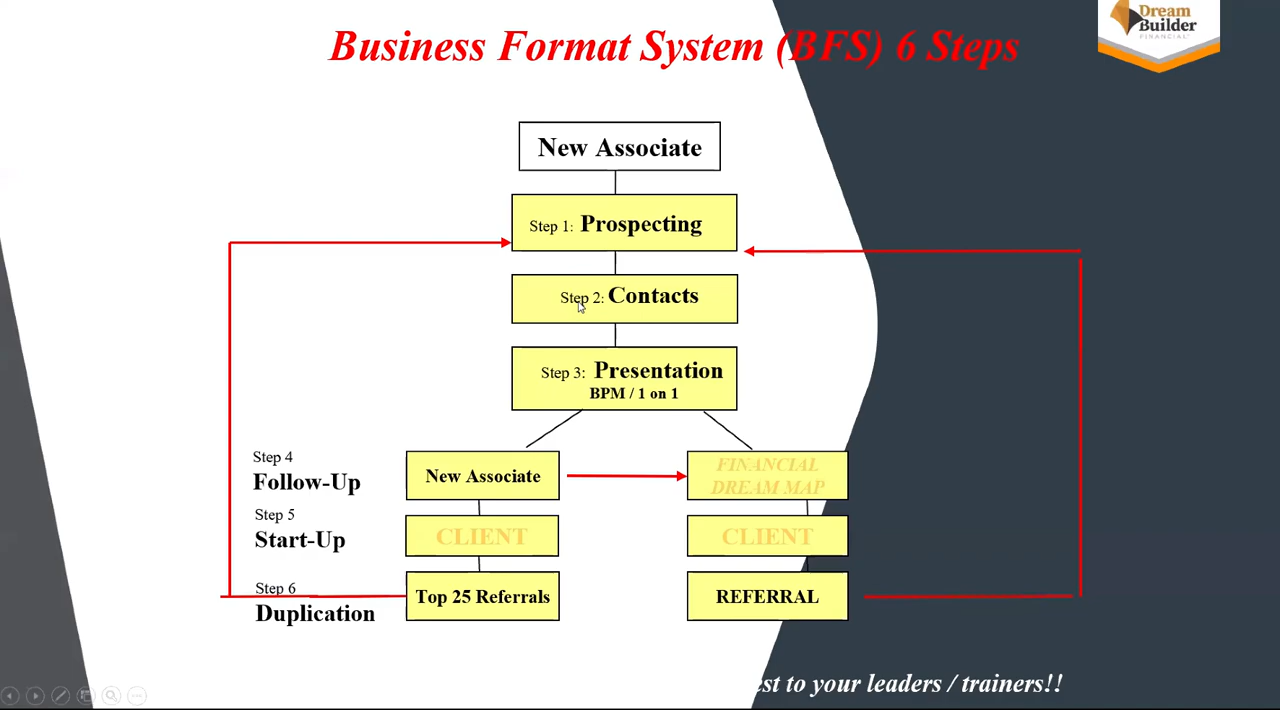 Business Format System (BFS) 6 Steps
Dream
Builder
FINANCIAL
New Associate
Step 1: Prospecting
Step 2: Contacts
Step 3: Presentation
BPM / 1 on 1
Step 4
Follow-Up
New Associate
FINANCIAL
DREAM MAP
Step 5
Start-Up
CLIENT
CLIENT
Step 6
Duplication
Top 25 Referrals
REFERRAL
to your leaders / trainers!!